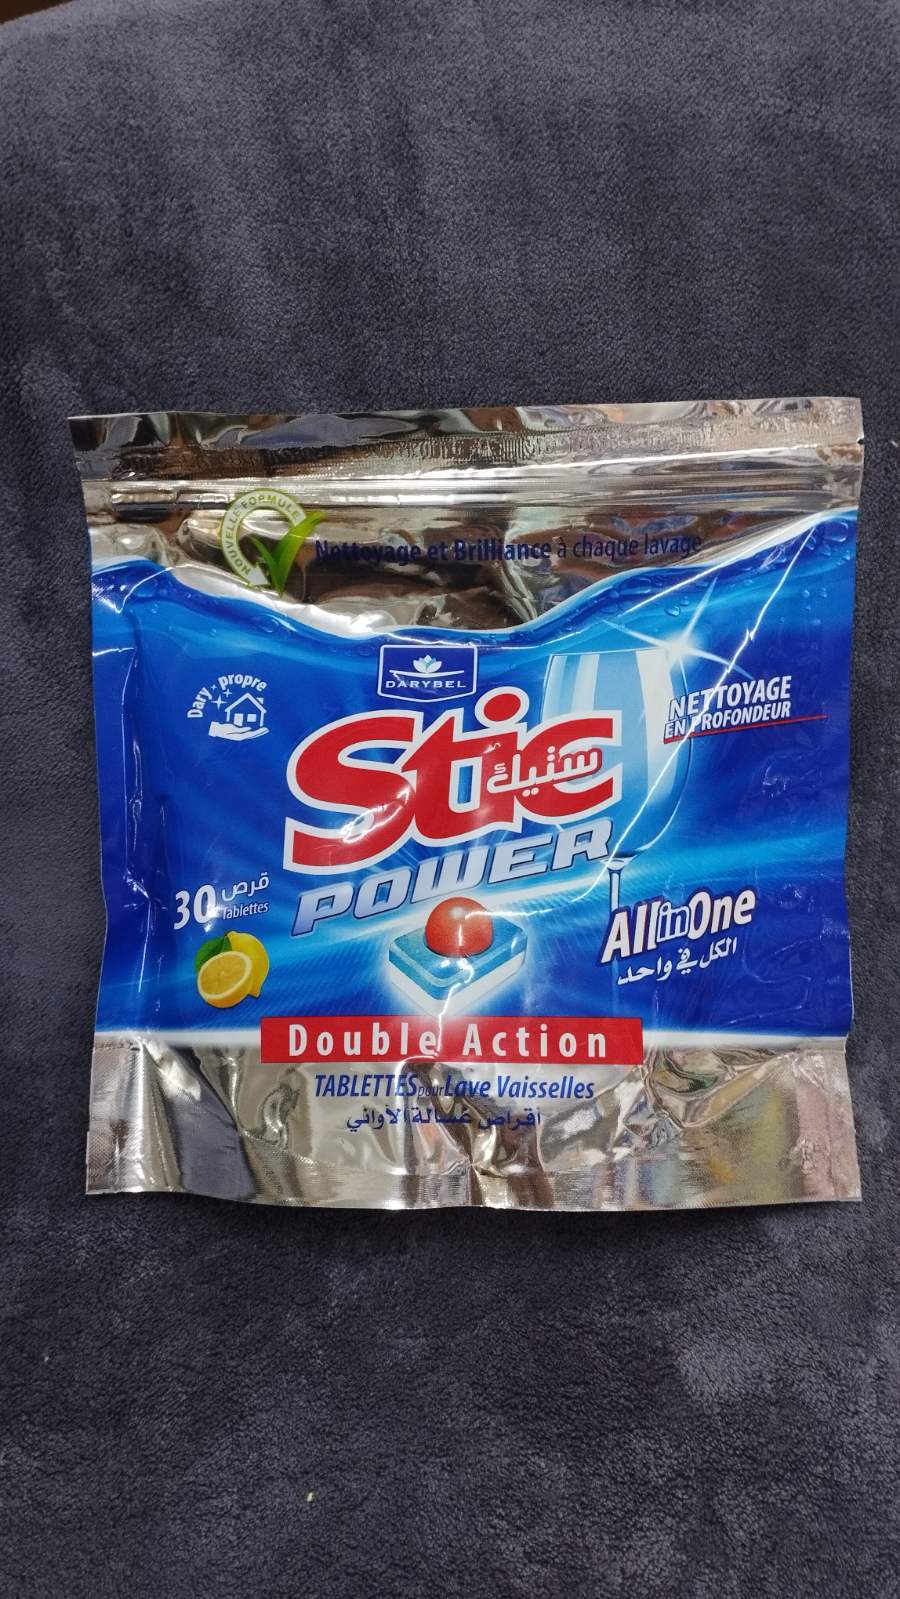 NOUVELLE FORMULE
Nettoyage et Brilliance à chaque lavage
DARYBEL
Dary propre
NETTOYAGE
EN PROFONDEUR
Stic
ستيك
POWER
30 قرص
Tablettes
All in One
الكل في واحد
Double Action
TABLETTES pour Lave Vaisselles
أقراص غسالة الأواني